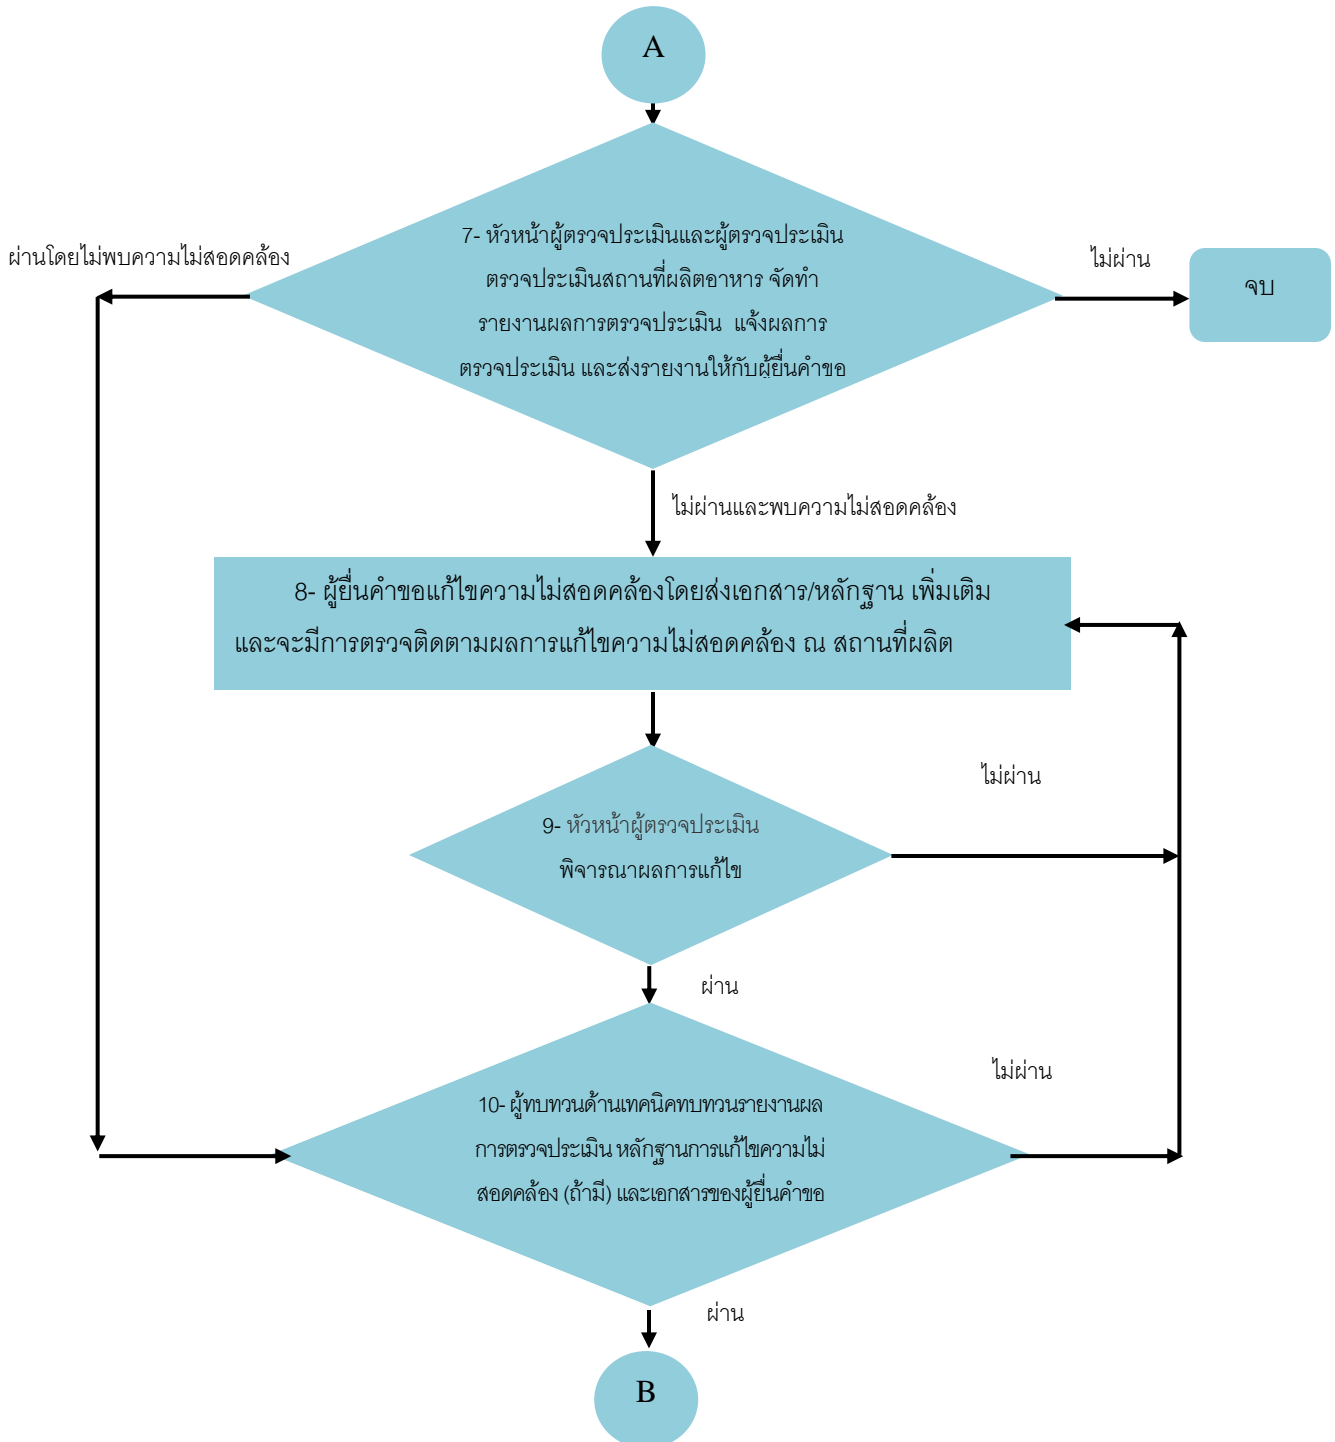 A
7- หัวหน้าผู้ตรวจประเมินและผู้ตรวจประเมิน
ตรวจประเมินสถานที่ผลิตอาหาร จัดทำ
รายงานผลการตรวจประเมิน แจ้งผลการ
ตรวจประเมิน และส่งรายงานให้กับผู้ยื่นคำขอ
ผ่านโดยไม่พบความไม่สอดคล้อง
ไม่ผ่าน
จบ
ไม่ผ่านและพบความไม่สอดคล้อง
8- ผู้ยื่นคำขอแก้ไขความไม่สอดคล้องโดยส่งเอกสาร/หลักฐาน เพิ่มเติม
และจะมีการตรวจติดตามผลการแก้ไขความไม่สอดคล้อง ณ สถานที่ผลิต
ไม่ผ่าน
9- หัวหน้าผู้ตรวจประเมิน
พิจารณาผลการแก้ไข
ผ่าน
ไม่ผ่าน
10- ผู้ทบทวนด้านเทคนิคทบทวนรายงานผล
การตรวจประเมิน หลักฐานการแก้ไขความไม่
สอดคล้อง (ถ้ามี) และเอกสารของผู้ยื่นคำขอ
ผ่าน
B